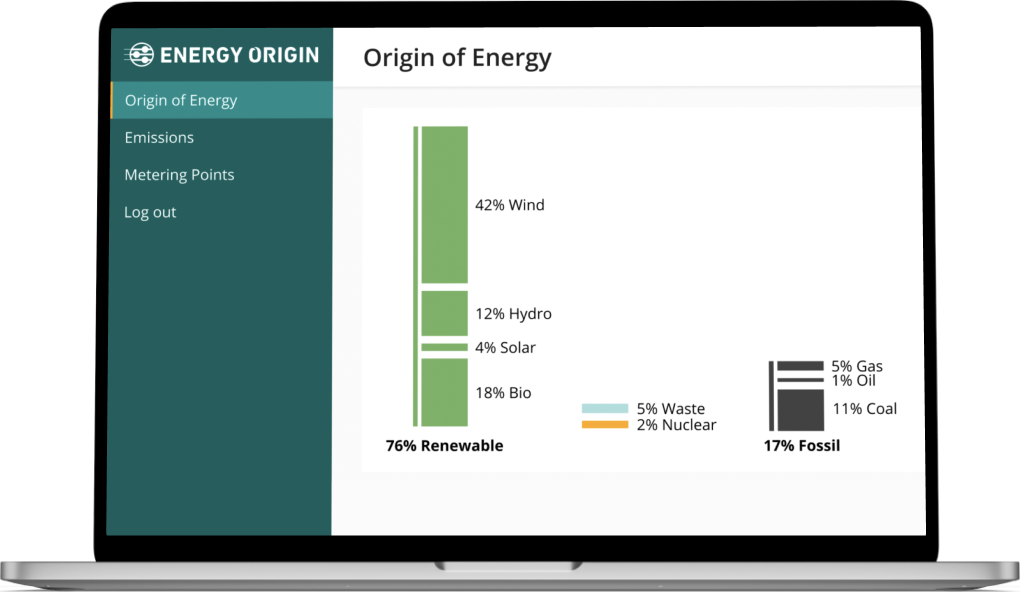 ENERGY ORIGIN
Origin of Energy
Emissions
Metering Points
Log out
Origin of Energy
42% Wind
12% Hydro
4% Solar
18% Bio
76% Renewable
5% Waste
2% Nuclear
5% Gas
1% Oil
11% Coal
17% Fossil